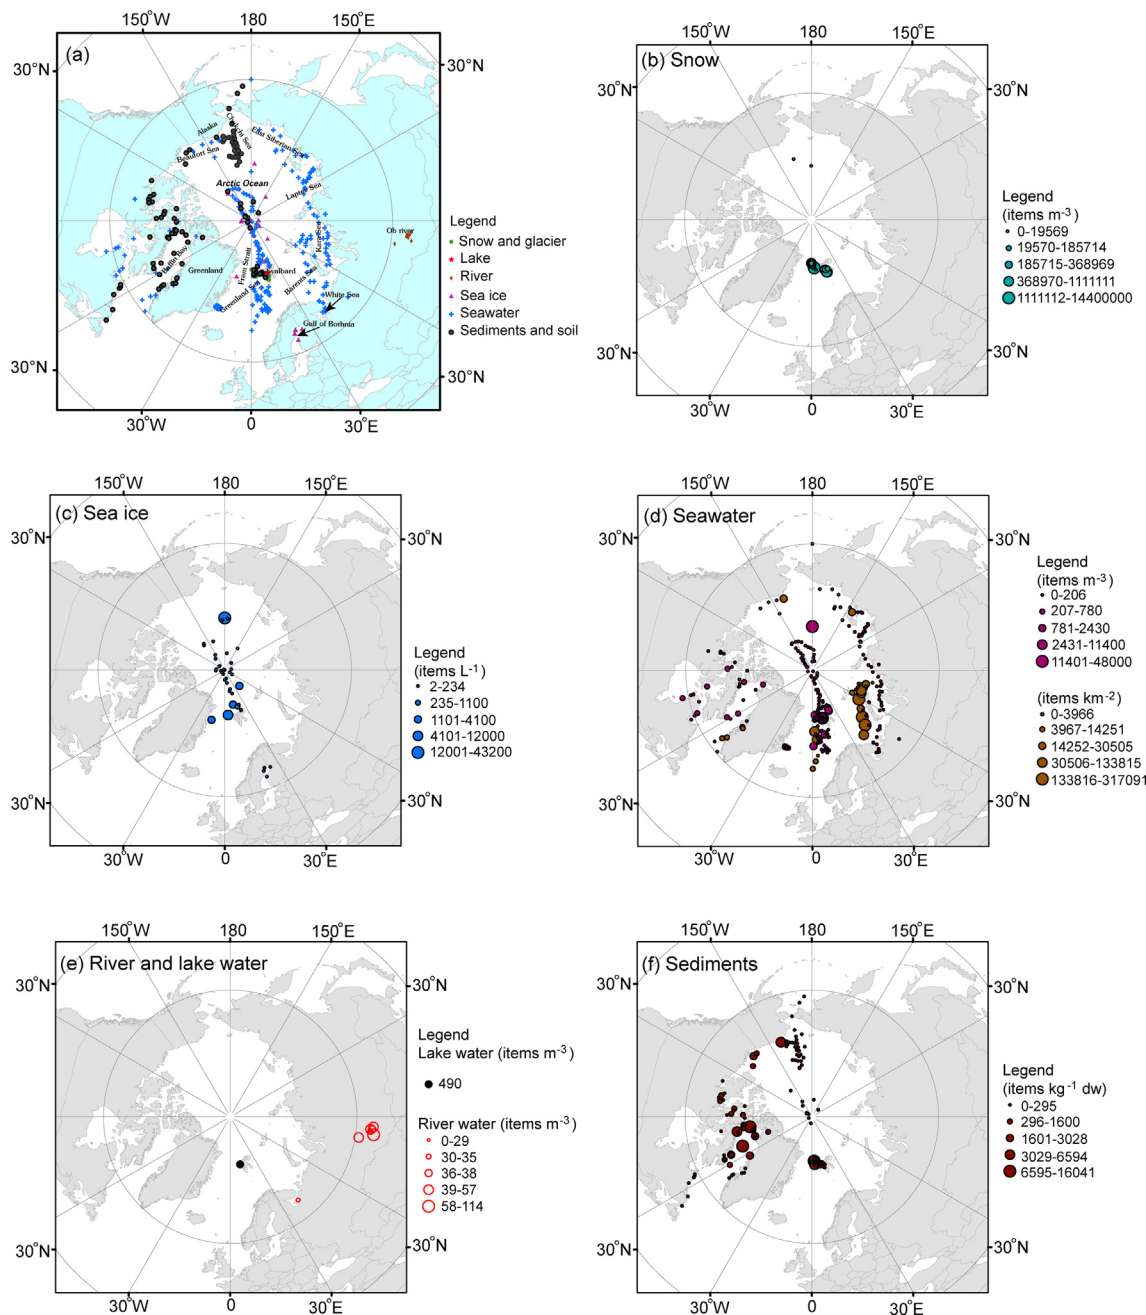 150°W 180 150°E
(a)
30°N
30°N
Alaska
Chukchi Sea
East Siberian Sea
Beaufort Sea
Arctic Ocean
Laptev Sea
Kara Sea
Ob river
Baffin Bay
Greenland
Fram Strait
Svalbard
Barents Sea
Greenland Sea
White Sea
Gulf of Bothnia
Legend
Snow and glacier
Lake
River
Sea ice
Seawater
Sediments and soil
30°N
30°N
30°W 0 30°E
150°W 180 150°E
(b) Snow
30°N
30°N
Legend
(items m⁻³)
0-19569
19570-185714
185715-368969
368970-1111111
1111112-14400000
30°N
30°N
30°W 0 30°E
150°W 180 150°E
(c) Sea ice
30°N
30°N
Legend
(items L⁻¹)
2-234
235-1100
1101-4100
4101-12000
12001-43200
30°N
30°N
30°W 0 30°E
150°W 180 150°E
(d) Seawater
30°N
30°N
Legend
(items m⁻³)
0-206
207-780
781-2430
2431-11400
11401-48000
(items km⁻²)
0-3966
3967-14251
14252-30505
30506-133815
133816-317091
30°N
30°N
30°W 0 30°E
150°W 180 150°E
(e) River and lake water
30°N
30°N
Legend
Lake water (items m⁻³)
490
River water (items m⁻³)
0-29
30-35
36-38
39-57
58-114
30°N
30°N
30°W 0 30°E
150°W 180 150°E
(f) Sediments
30°N
30°N
Legend
(items kg⁻¹ dw)
0-295
296-1600
1601-3028
3029-6594
6595-16041
30°N
30°N
30°W 0 30°E